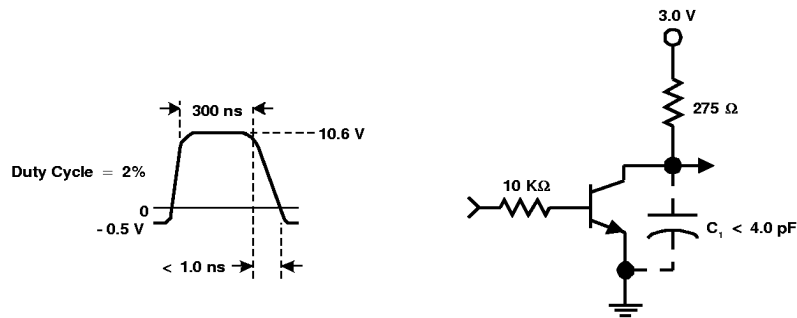 3.0 V
300 ns
10.6 V
275 Ω
Duty Cycle = 2%
10 KΩ
0
- 0.5 V
C1 < 4.0 pF
< 1.0 ns